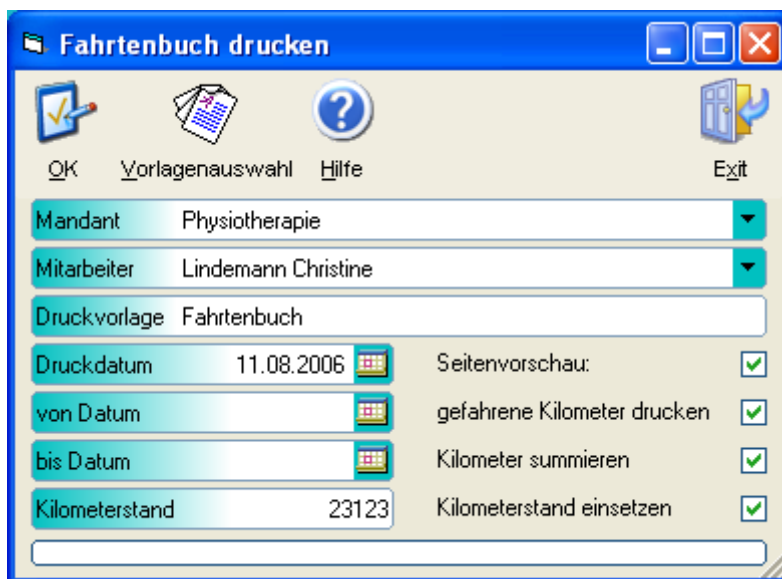 Fahrtenbuch drucken
OK Vorlagenauswahl Hilfe Exit
Mandant Physiotherapie
Mitarbeiter Lindemann Christine
Druckvorlage Fahrtenbuch
Druckdatum 11.08.2006 Seitenvorschau:
von Datum gefahrene Kilometer drucken
bis Datum Kilometer summieren
Kilometerstand 23123 Kilometerstand einsetzen